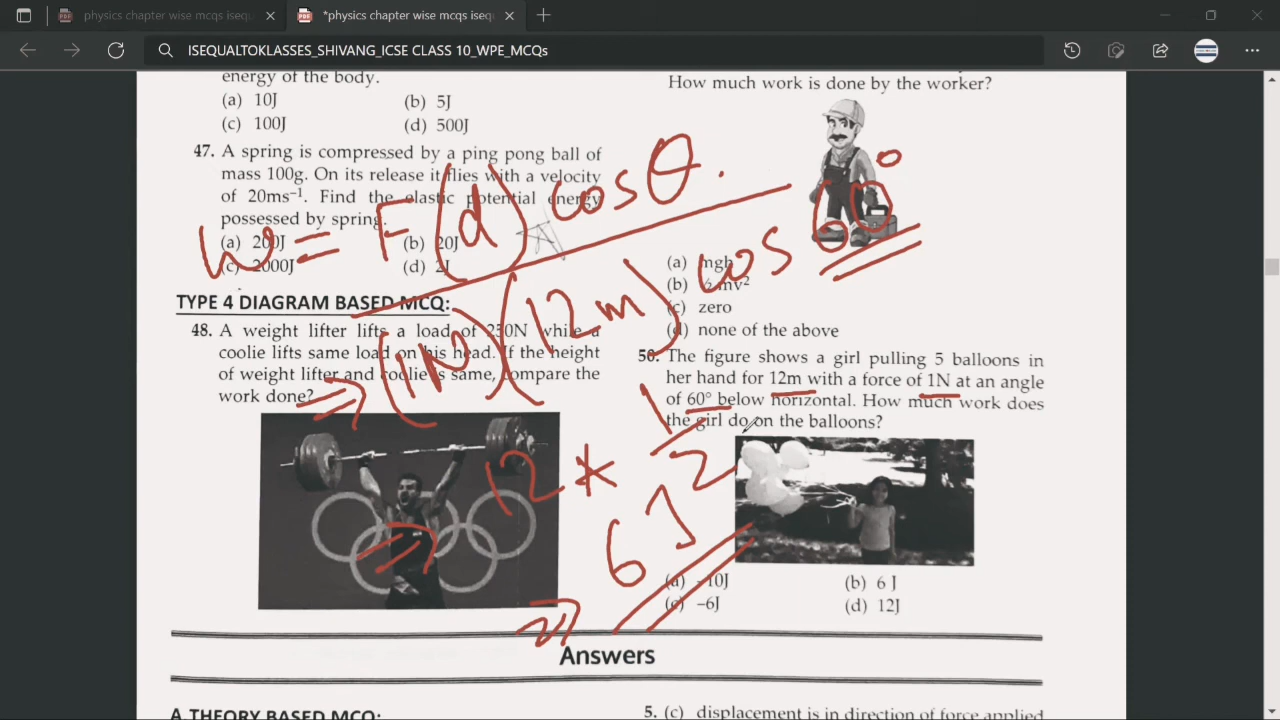 physics chapter wise mcqs isequ
*physics chapter wise mcqs isequ
ISEQUALTOKLASSES_SHIVANG_ICSE CLASS 10_WPE_MCQs
energy of the body.
(a) 10J (b) 5J
(c) 100J (d) 500J
47. A spring is compressed by a ping pong ball of
mass 100g. On its release it flies with a velocity
of 20ms⁻¹. Find the elastic potential energy
possessed by spring.
(a) 200J (b) 20J
(c) 2000J (d) 2J
TYPE 4 DIAGRAM BASED MCQ:
48. A weight lifter lifts a load of 250N while a
coolie lifts same load on his head. If the height
of weight lifter and coolie is same, compare the
work done?
How much work is done by the worker?
(a) mgh
(b) ½ mv²
(c) zero
(d) none of the above
50. The figure shows a girl pulling 5 balloons in
her hand for 12m with a force of 1N at an angle
of 60° below horizontal. How much work does
the girl do on the balloons?
(a) -10J (b) 6 J
(c) –6J (d) 12J
W = F(d) cosθ.
⇒ (1N)(12m) cos 60°
⇒ 12 * 1/2
⇒ 6J
Answers
A THEORY BASED MCQ:
5. (c) displacement is in direction of force applied